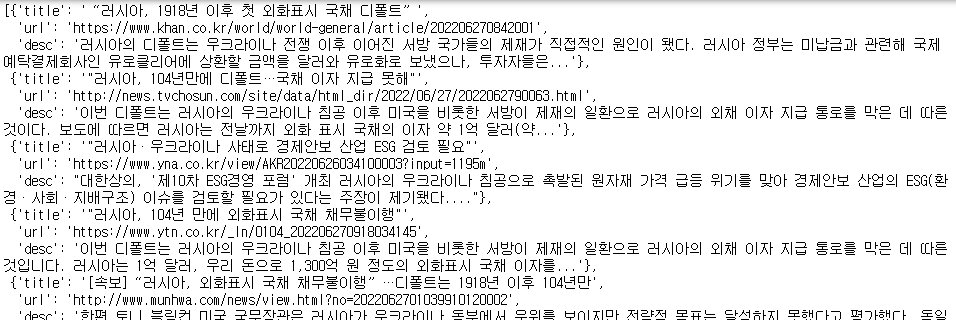 [{'title': ' “러시아, 1918년 이후 첫 외화표시 국채 디폴트” ',
'url': 'https://www.khan.co.kr/world/world-general/article/202206270842001',
'desc': '러시아의 디폴트는 우크라이나 전쟁 이후 이어진 서방 국가들의 제재가 직접적인 원인이 됐다. 러시아 정부는 미납금과 관련해 국제
예탁결제회사인 유로클리어에 상환할 금액을 달러와 유로화로 보냈으나, 투자자들은...'},
{'title': '"러시아, 104년만에 디폴트…국채 이자 지급 못해"',
'url': 'http://news.tvchosun.com/site/data/html_dir/2022/06/27/2022062790063.html',
'desc': '이번 디폴트는 러시아의 우크라이나 침공 이후 미국을 비롯한 서방이 제재의 일환으로 러시아의 외채 이자 지급 통로를 막은 데 따른
것이다. 보도에 따르면 러시아는 전날까지 외화 표시 국채의 이자 약 1억 달러(약...'},
{'title': '"러시아·우크라이나 사태로 경제안보 산업 ESG 검토 필요"',
'url': 'https://www.yna.co.kr/view/AKR20220626034100003?input=1195m',
'desc': "대한상의, '제10차 ESG경영 포럼' 개최 러시아의 우크라이나 침공으로 촉발된 원자재 가격 급등 위기를 맞아 경제안보 산업의 ESG(환
경·사회·지배구조) 이슈를 검토할 필요가 있다는 주장이 제기됐다...."},
{'title': '"러시아, 104년 만에 외화표시 국채 채무불이행"',
'url': 'https://www.ytn.co.kr/_ln/0104_202206270918034145',
'desc': '이번 디폴트는 러시아의 우크라이나 침공 이후 미국을 비롯한 서방이 제재의 일환으로 러시아의 외채 이자 지급 통로를 막은 데 따른
것입니다. 러시아는 1억 달러, 우리 돈으로 1,300억 원 정도의 외화표시 국채 이자를...'},
{'title': '[속보] “러시아, 외화표시 국채 채무불이행” …디폴트는 1918년 이후 104년만',
'url': 'http://www.munhwa.com/news/view.html?no=2022062701039910120002',
'desc': '한편 토니 블링컨 미국 국무장관은 러시아가 우크라이나 동부에서 우위를 보이지만 전략적 목표는 달성하지 못했다고 평가했다. 독일